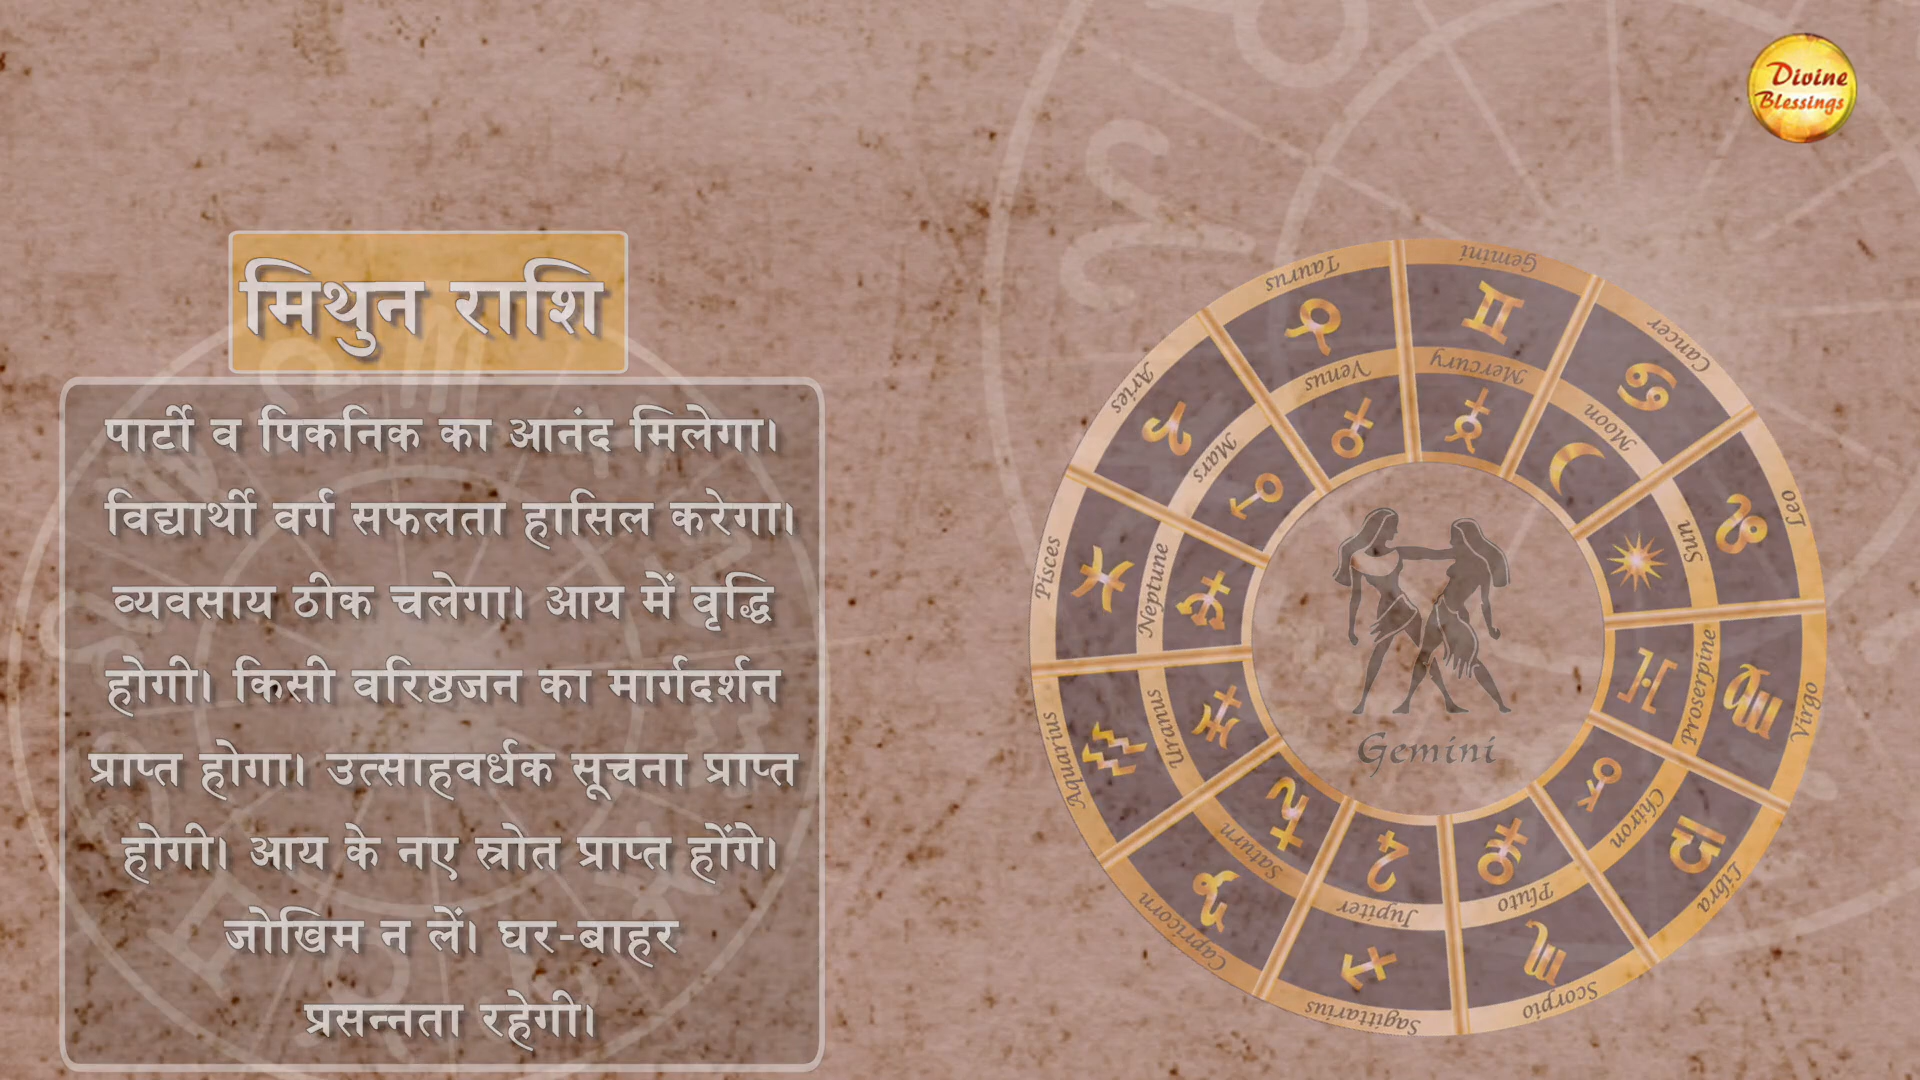 Divine
Blessings
मिथुन राशि
पार्टी व पिकनिक का आनंद मिलेगा।
विद्यार्थी वर्ग सफलता हासिल करेगा।
व्यवसाय ठीक चलेगा। आय में वृद्धि
होगी। किसी वरिष्ठजन का मार्गदर्शन
प्राप्त होगा। उत्साहवर्धक सूचना प्राप्त
होगी। आय के नए स्रोत प्राप्त होंगे।
जोखिम न लें। घर-बाहर
प्रसन्नता रहेगी।
Gemini
Cancer
Leo
Virgo
Libra
Scorpio
Sagittarius
Capricorn
Aquarius
Pisces
Aries
Taurus
Mercury
Moon
Sun
Proserpine
Chiron
Pluto
Jupiter
Saturn
Uranus
Neptune
Mars
Venus
Gemini